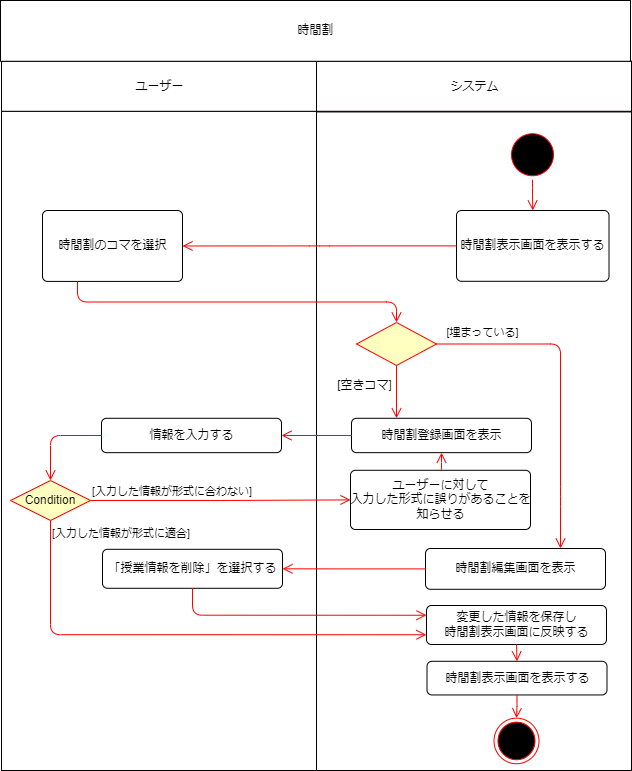 時間割
ユーザー
システム
時間割のコマを選択
時間割表示画面を表示する
[埋まっている]
[空きコマ]
情報を入力する
時間割登録画面を表示
Condition
[入力した情報が形式に合わない]
ユーザーに対して
入力した形式に誤りがあることを
知らせる
[入力した情報が形式に適合]
「授業情報を削除」を選択する
時間割編集画面を表示
変更した情報を保存し
時間割表示画面に反映する
時間割表示画面を表示する